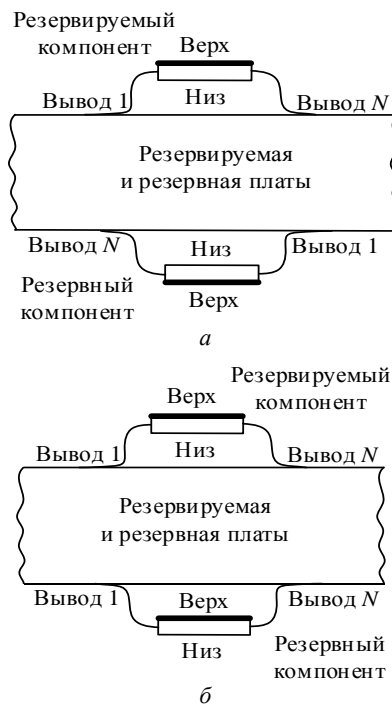 Резервируемый
компонент
Верх
Низ
Вывод 1
Вывод N
Резервируемая
и резервная платы
Вывод N
Низ
Вывод 1
Резервный
компонент
Верх
а
Резервируемый
компонент
Верх
Низ
Вывод 1
Вывод N
Резервируемая
и резервная платы
Вывод 1
Верх
Вывод N
Низ
Резервный
компонент
б